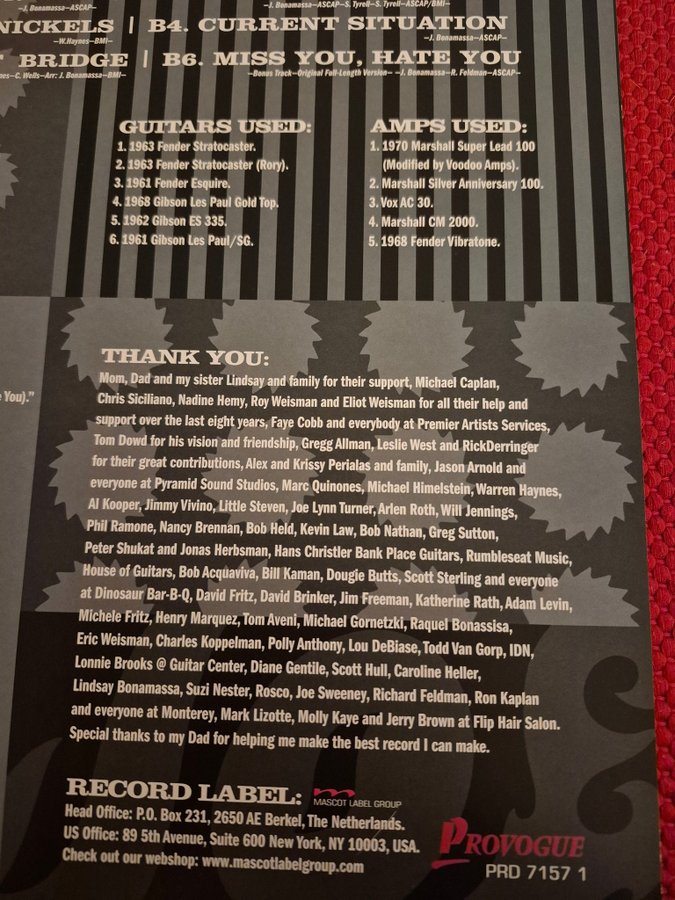 —J. Bonamassa—ASCAP—
—J. Bonamassa—ASCAP—S. Tyrell—S. Tyrell—ASCAP/BMI—
NICKELS | B4. CURRENT SITUATION
—W.Haynes—BMI— —J. Bonamassa—ASCAP—
BRIDGE | B6. MISS YOU, HATE YOU
C. Wells—Arr: J. Bonamassa—BMI— —Bonus Track—Original Full-Length Version— —J. Bonamassa—R. Feldman—ASCAP—
GUITARS USED:
1. 1963 Fender Stratocaster.
2. 1963 Fender Stratocaster (Rory).
3. 1961 Fender Esquire.
4. 1968 Gibson Les Paul Gold Top.
5. 1962 Gibson ES 335.
6. 1961 Gibson Les Paul/SG.
AMPS USED:
1. 1970 Marshall Super Lead 100
(Modified by Voodoo Amps).
2. Marshall Silver Anniversary 100.
3. Vox AC 30.
4. Marshall CM 2000.
5. 1968 Fender Vibratone.
You)."
THANK YOU:
Mom, Dad and my sister Lindsay and family for their support, Michael Caplan,
Chris Siciliano, Nadine Hemy, Roy Weisman and Eliot Weisman for all their help and
support over the last eight years, Faye Cobb and everybody at Premier Artists Services,
Tom Dowd for his vision and friendship, Gregg Allman, Leslie West and RickDerringer
for their great contributions, Alex and Krissy Perialas and family, Jason Arnold and
everyone at Pyramid Sound Studios, Marc Quinones, Michael Himelstein, Warren Haynes,
Al Kooper, Jimmy Vivino, Little Steven, Joe Lynn Turner, Arlen Roth, Will Jennings,
Phil Ramone, Nancy Brennan, Bob Held, Kevin Law, Bob Nathan, Greg Sutton,
Peter Shukat and Jonas Herbsman, Hans Christler Bank Place Guitars, Rumbleseat Music,
House of Guitars, Bob Acquaviva, Bill Kaman, Dougie Butts, Scott Sterling and everyone
at Dinosaur Bar-B-Q, David Fritz, David Brinker, Jim Freeman, Katherine Rath, Adam Levin,
Michele Fritz, Henry Marquez, Tom Aveni, Michael Gornetzki, Raquel Bonassisa,
Eric Weisman, Charles Koppelman, Polly Anthony, Lou DeBiase, Todd Van Gorp, IDN,
Lonnie Brooks @ Guitar Center, Diane Gentile, Scott Hull, Caroline Heller,
Lindsay Bonamassa, Suzi Nester, Rosco, Joe Sweeney, Richard Feldman, Ron Kaplan
and everyone at Monterey, Mark Lizotte, Molly Kaye and Jerry Brown at Flip Hair Salon.
Special thanks to my Dad for helping me make the best record I can make.
RECORD LABEL: MASCOT LABEL GROUP
Head Office: P.O. Box 231, 2650 AE Berkel, The Netherlands.
US Office: 89 5th Avenue, Suite 600 New York, NY 10003, USA.
Check out our webshop: www.mascotlabelgroup.com
PROVOGUE
PRD 7157 1